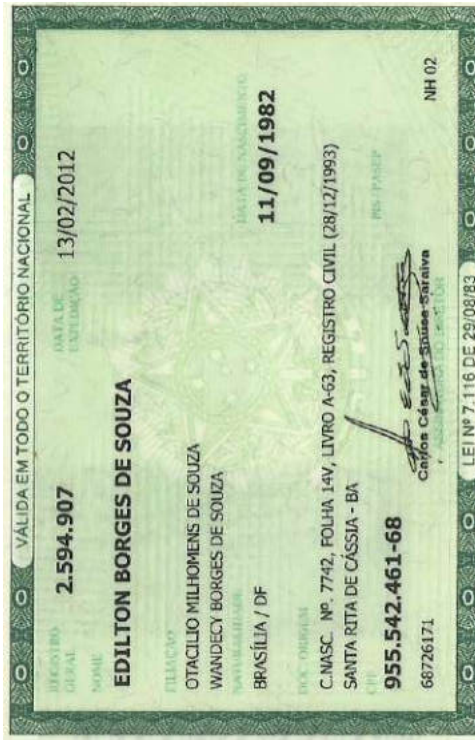 VÁLIDA EM TODO O TERRITÓRIO NACIONAL
REGISTRO GERAL 2.594.907 DATA DE EXPEDIÇÃO 13/02/2012
NOME
EDILTON BORGES DE SOUZA
FILIAÇÃO
OTACILIO MILHOMENS DE SOUZA
WANDECY BORGES DE SOUZA
NATURALIDADE DATA DE NASCIMENTO
BRASÍLIA / DF 11/09/1982
DOC ORIGEM
C.NASC. Nº. 7742, FOLHA 14V, LIVRO A-63, REGISTRO CIVIL (28/12/1993)
SANTA RITA DE CÁSSIA - BA
CPF PIS / PASEP
955.542.461-68
68726171 Carlos César de Sousa Saraiva NH 02
ASSINATURA DO DIRETOR
LEI Nº 7.116 DE 29/08/83